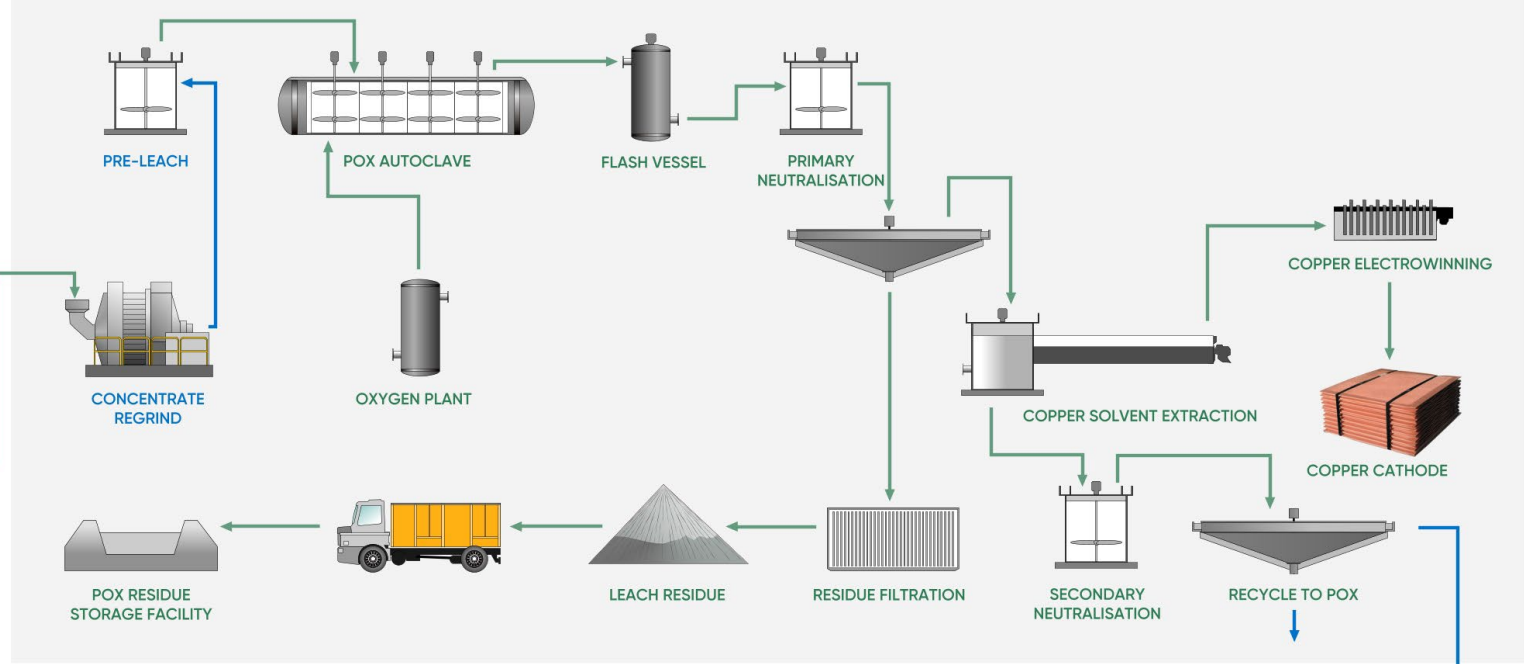 PRE-LEACH
POX AUTOCLAVE
FLASH VESSEL
PRIMARY
NEUTRALISATION
COPPER ELECTROWINNING
CONCENTRATE
REGRIND
OXYGEN PLANT
COPPER SOLVENT EXTRACTION
COPPER CATHODE
POX RESIDUE
STORAGE FACILITY
LEACH RESIDUE
RESIDUE FILTRATION
SECONDARY
NEUTRALISATION
RECYCLE TO POX